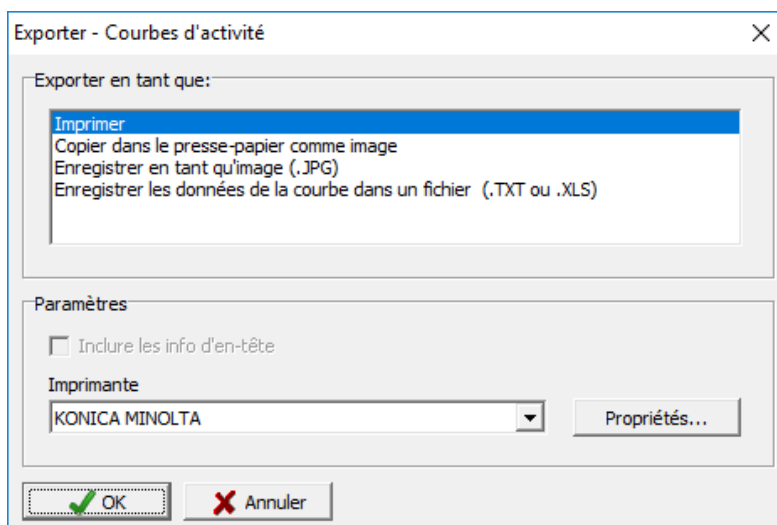 Exporter - Courbes d'activité
Exporter en tant que:
Imprimer
Copier dans le presse-papier comme image
Enregistrer en tant qu'image (.JPG)
Enregistrer les données de la courbe dans un fichier  (.TXT ou .XLS)
Paramètres
Inclure les info d'en-tête
Imprimante
KONICA MINOLTA
Propriétés...
OK
Annuler